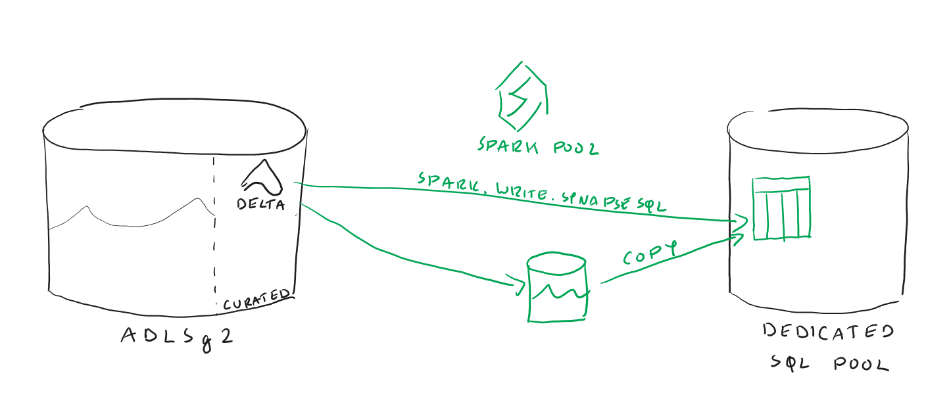 SPARK POOL
SPARK.WRITE.SYNAPSESQL
DELTA
COPY
CURATED
ADLSg2
DEDICATED
SQL POOL